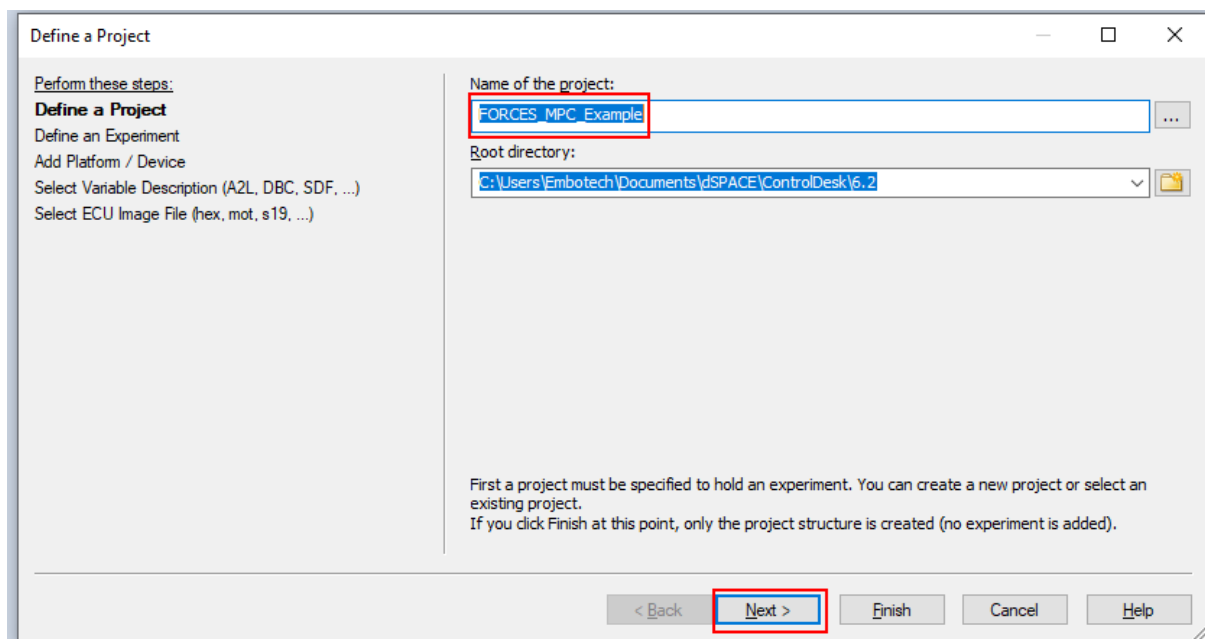 Define a Project
Perform these steps:
Define a Project
Define an Experiment
Add Platform / Device
Select Variable Description (A2L, DBC, SDF, ...)
Select ECU Image File (hex, mot, s19, ...)
Name of the project:
FORCES_MPC_Example
...
Root directory:
C:\Users\Embotech\Documents\dSPACE\ControlDesk\6.2
First a project must be specified to hold an experiment. You can create a new project or select an
existing project.
If you click Finish at this point, only the project structure is created (no experiment is added).
< Back Next > Finish Cancel Help